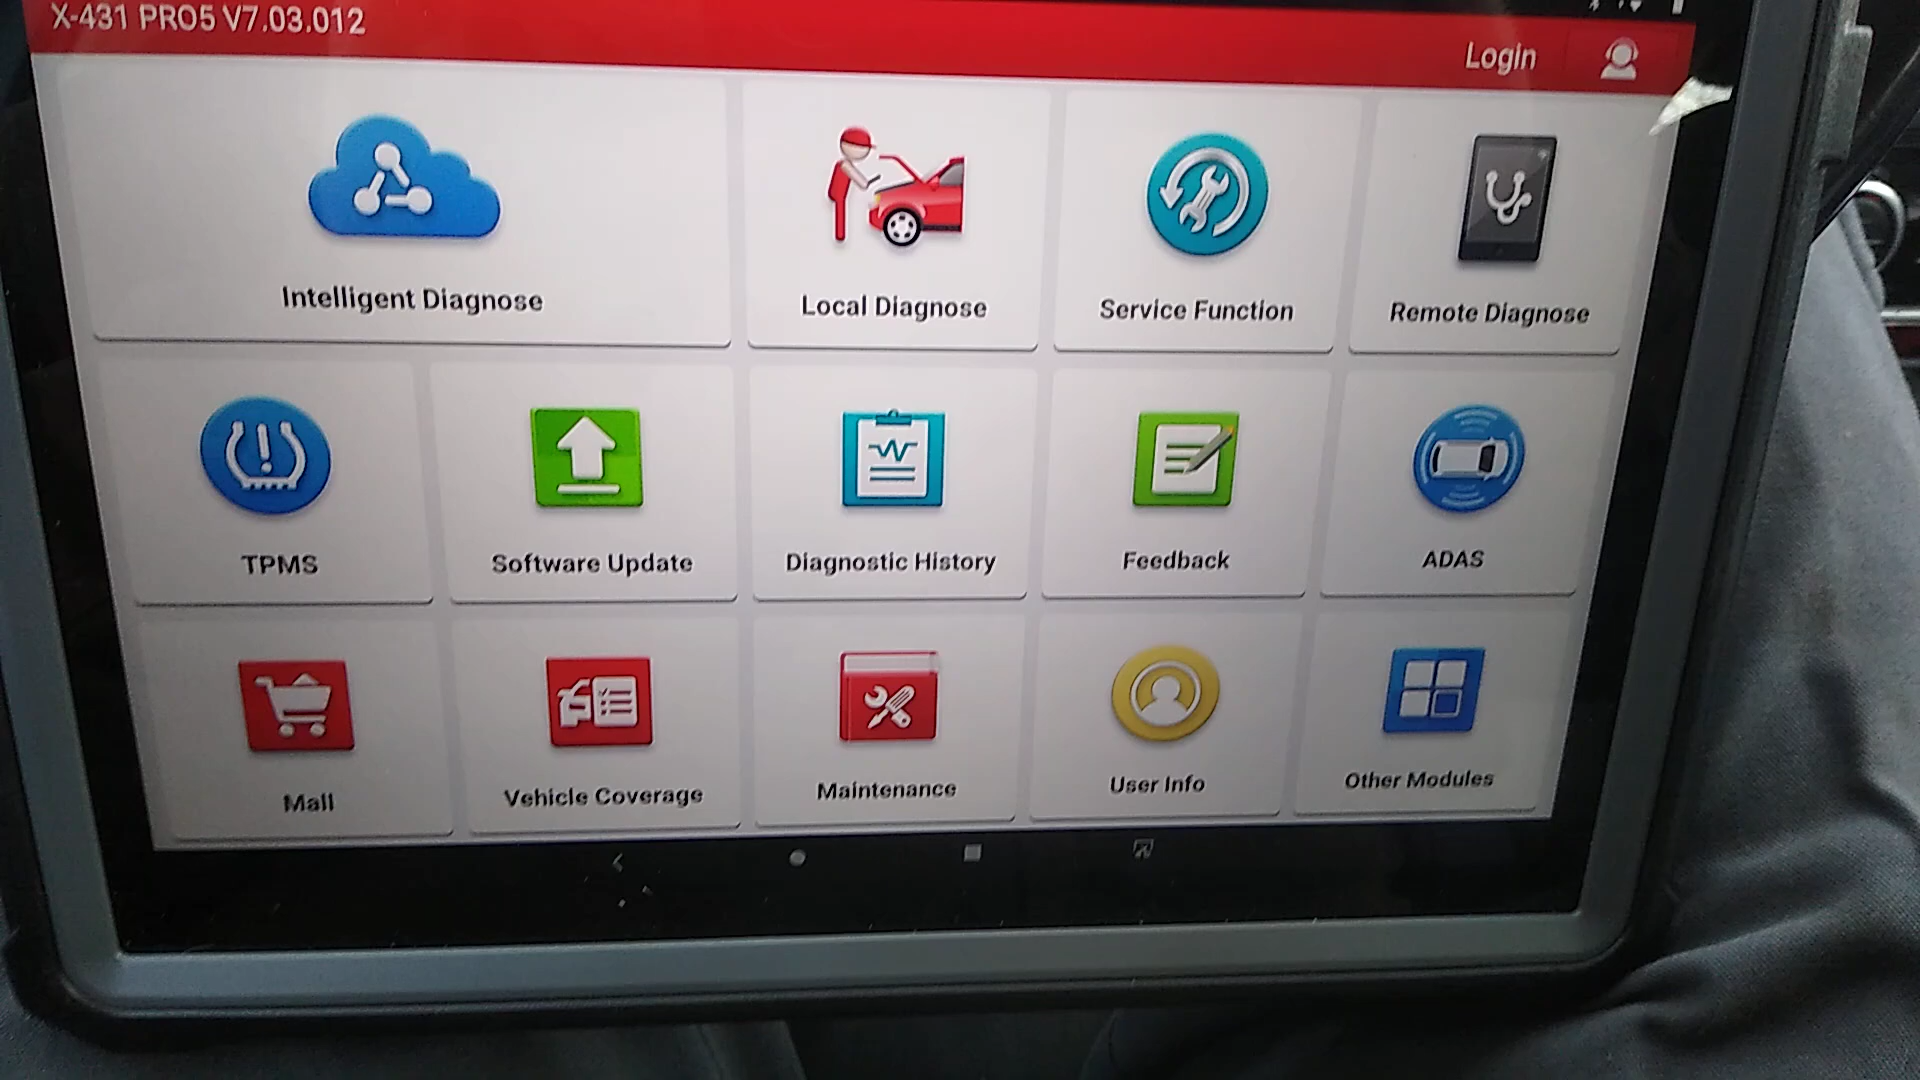 X-431 PRO5 V7.03.012
Login
Intelligent Diagnose
Local Diagnose
Service Function
Remote Diagnose
TPMS
Software Update
Diagnostic History
Feedback
ADAS
Mall
Vehicle Coverage
Maintenance
User Info
Other Modules